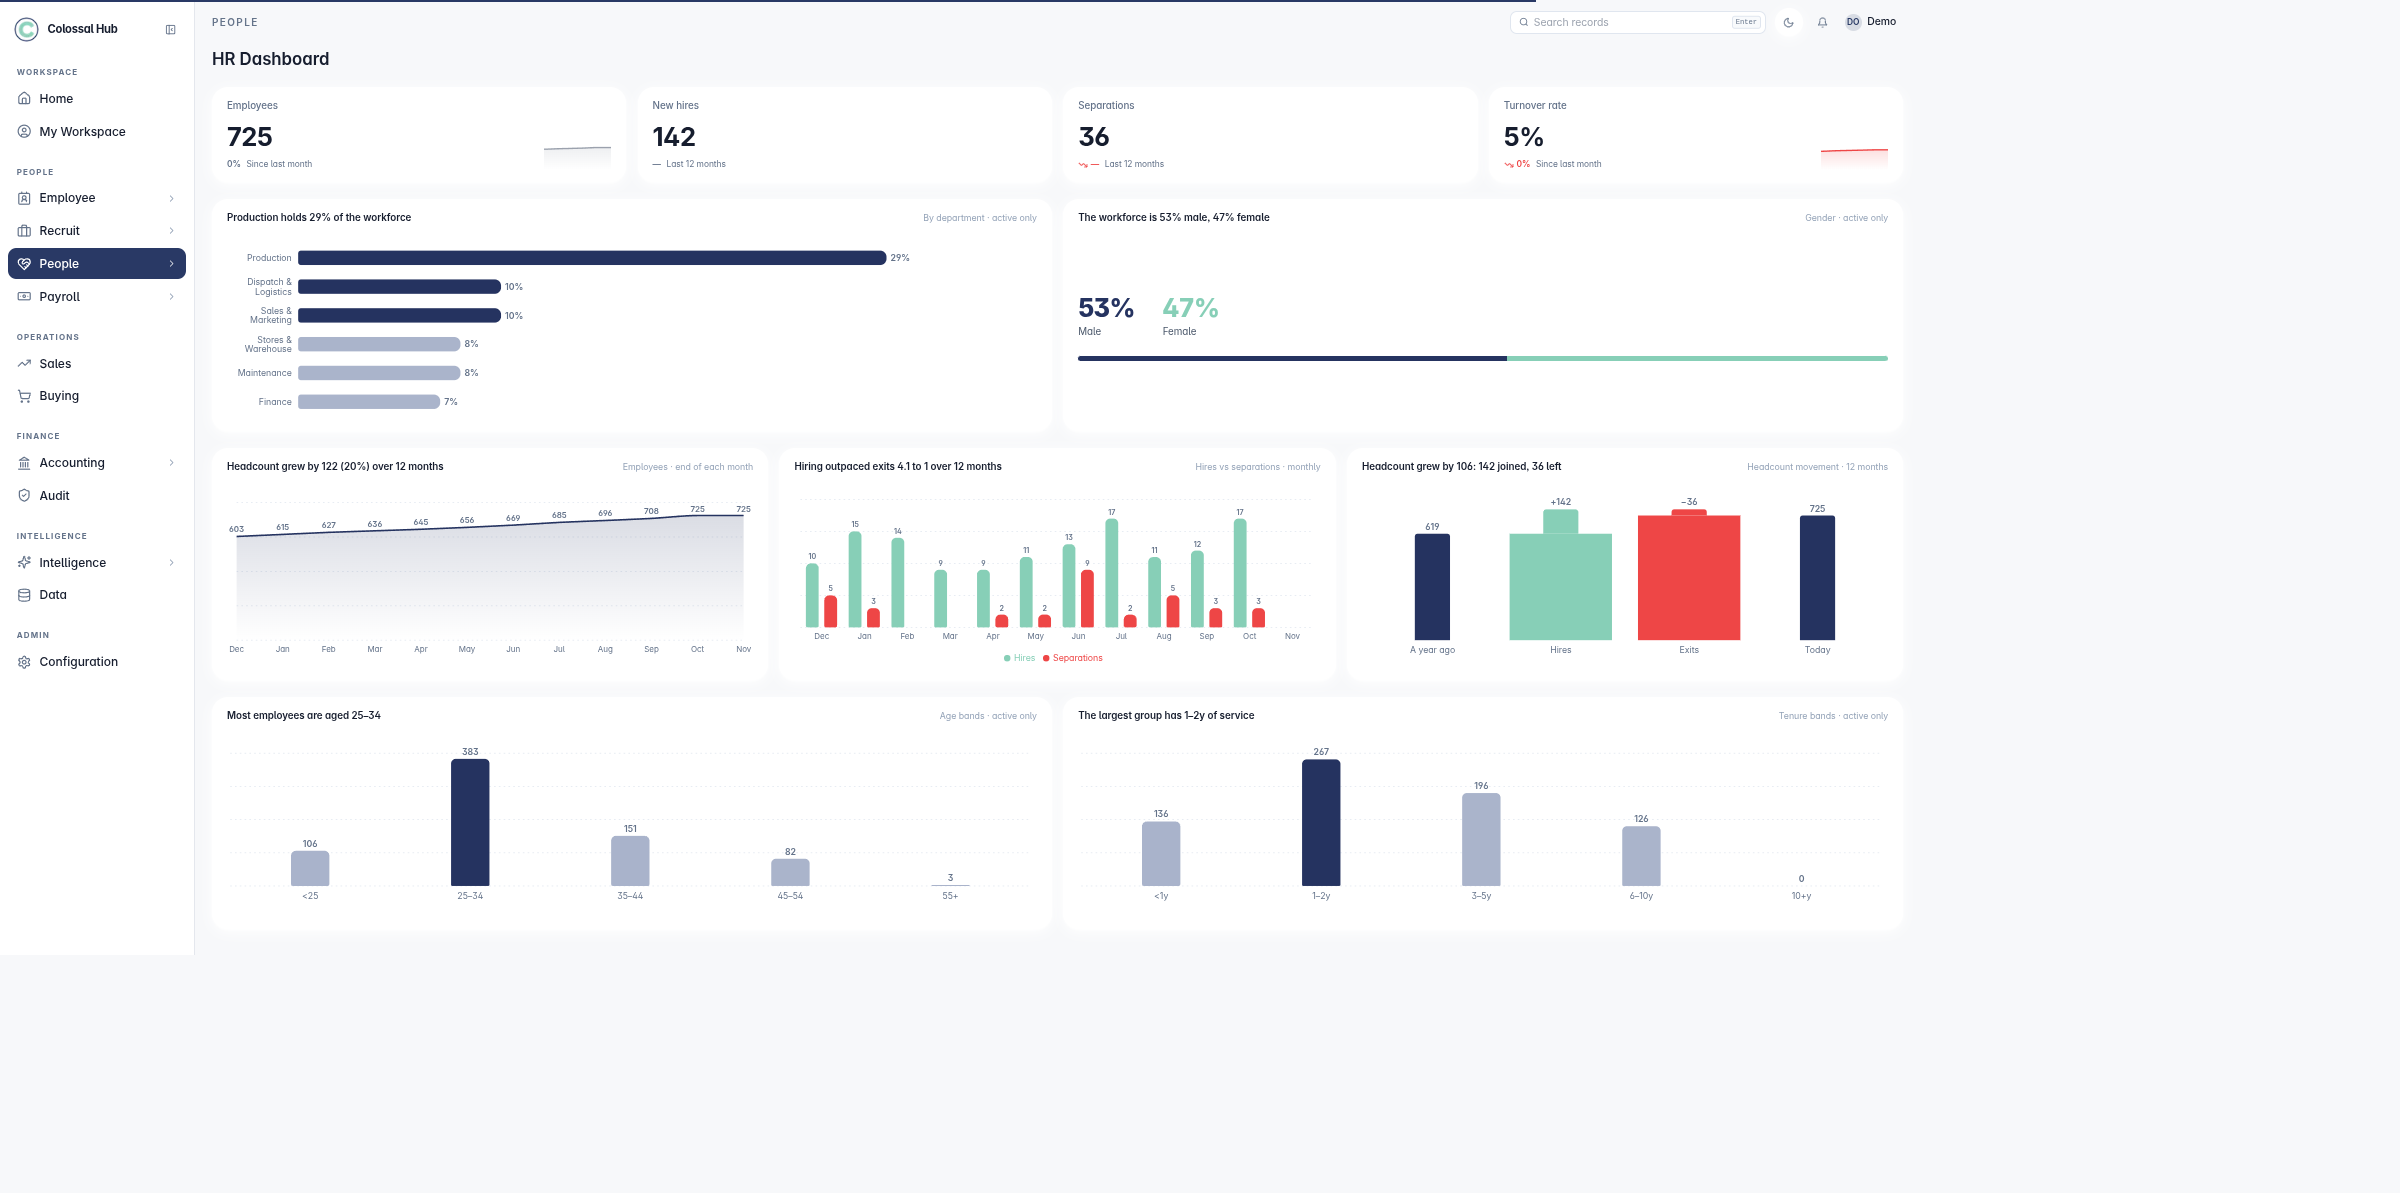 Colossal Hub
WORKSPACE
Home
My Workspace
PEOPLE
Employee
Recruit
People
Payroll
OPERATIONS
Sales
Buying
FINANCE
Accounting
Audit
INTELLIGENCE
Intelligence
Data
ADMIN
Configuration
PEOPLE
Search records
Enter
DO
Demo
HR Dashboard
Employees
725
0% Since last month
New hires
142
— Last 12 months
Separations
36
— Last 12 months
Turnover rate
5%
0% Since last month
Production holds 29% of the workforce
By department · active only
Production 29%
Dispatch &
Logistics
10%
Sales &
Marketing
10%
Stores &
Warehouse
8%
Maintenance 8%
Finance 7%
The workforce is 53% male, 47% female
Gender · active only
53% 47%
Male Female
Headcount grew by 122 (20%) over 12 months
Employees · end of each month
603 615 627 636 645 656 669 685 696 708 725 725
Dec Jan Feb Mar Apr May Jun Jul Aug Sep Oct Nov
Hiring outpaced exits 4.1 to 1 over 12 months
Hires vs separations · monthly
10 5 15 3 14 9 9 2 11 2 13 9 17 2 11 5 12 3 17 3
Dec Jan Feb Mar Apr May Jun Jul Aug Sep Oct Nov
Hires Separations
Headcount grew by 106: 142 joined, 36 left
Headcount movement · 12 months
619 +142 −36 725
A year ago Hires Exits Today
Most employees are aged 25–34
Age bands · active only
106 383 151 82 3
<25 25–34 35–44 45–54 55+
The largest group has 1–2y of service
Tenure bands · active only
136 267 196 126 0
<1y 1–2y 3–5y 6–10y 10+y